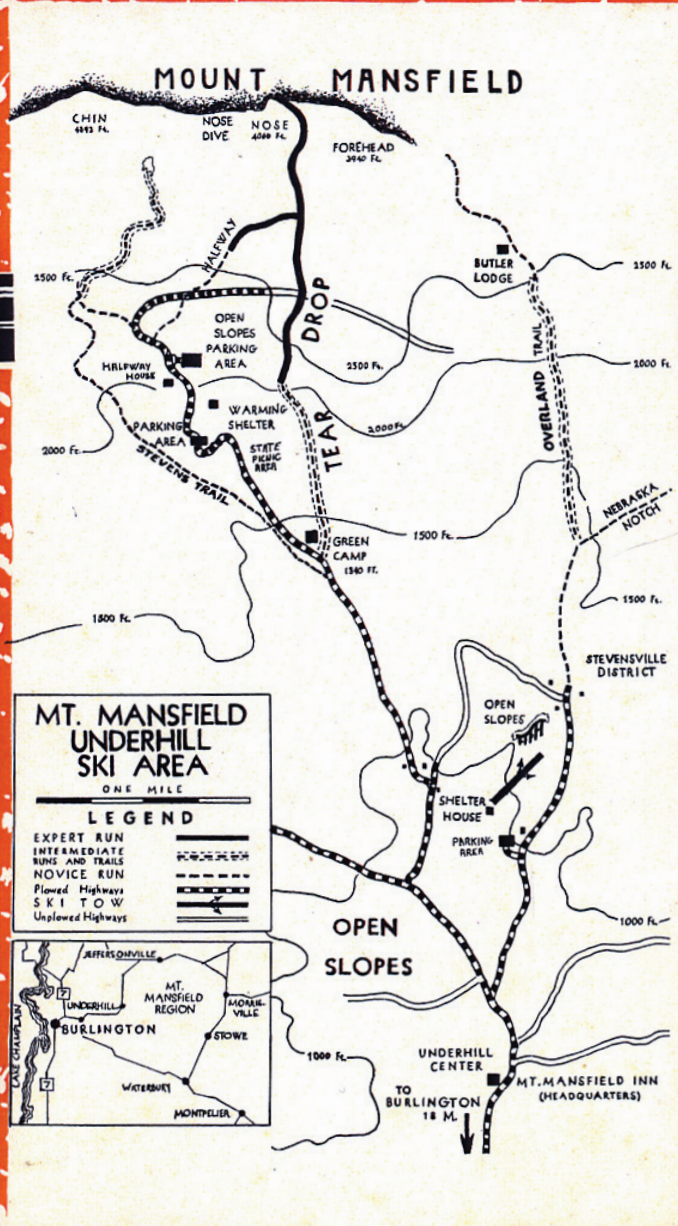 MOUNT MANSFIELD
CHIN
4393 Ft.
NOSE
DIVE
NOSE
4060 Ft.
FOREHEAD
3940 Ft.
HALFWAY
BUTLER
LODGE
2500 Ft.
2500 Ft.
OPEN
SLOPES
PARKING
AREA
TEAR DROP
2500 Ft.
2000 Ft.
OVERLAND TRAIL
HALFWAY
HOUSE
WARMING
SHELTER
2000 Ft.
PARKING
AREA
STATE
PICNIC
AREA
2000 Ft.
STEVENS TRAIL
NEBRASKA
NOTCH
GREEN
CAMP
1340 FT.
1500 Ft.
1500 Ft.
1500 Ft.
STEVENSVILLE
DISTRICT
OPEN
SLOPES
SHELTER
HOUSE
PARKING
AREA
MT. MANSFIELD
UNDERHILL
SKI AREA
ONE MILE
LEGEND
EXPERT RUN
INTERMEDIATE
RUNS AND TRAILS
NOVICE RUN
Plowed Highways
SKI TOW
Unplowed Highways
OPEN
SLOPES
1000 Ft.
JEFFERSONVILLE
MT.
MANSFIELD
REGION
7
UNDERHILL
MORRIS-
VILLE
BURLINGTON
STOWE
LAKE CHAMPLAIN
7
WATERBURY
MONTPELIER
1000 Ft.
UNDERHILL
CENTER
MT. MANSFIELD INN
(HEADQUARTERS)
TO
BURLINGTON
18 M.